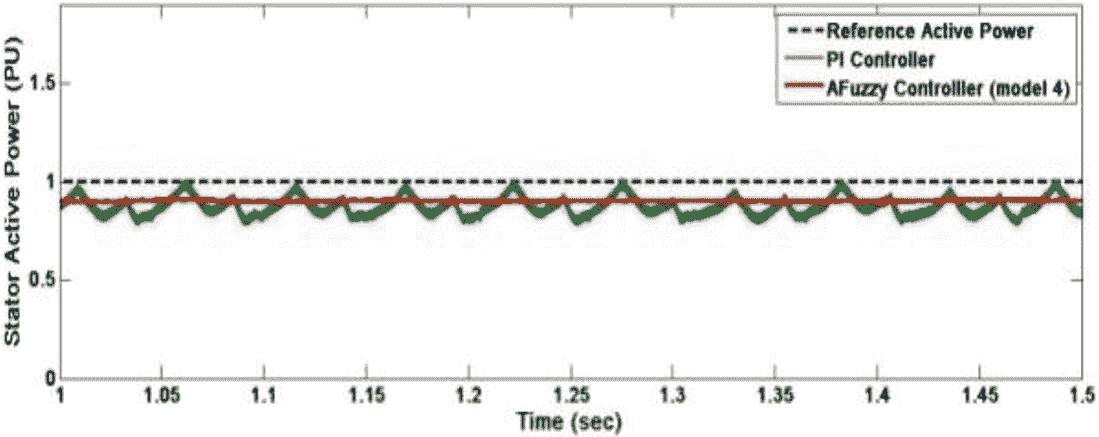 Reference Active Power
PI Controller
AFuzzy Controlller (model 4)
Stator Active Power (PU)
1.5
1
0.5
0
1 1.05 1.1 1.15 1.2 1.25 1.3 1.35 1.4 1.45 1.5
Time (sec)